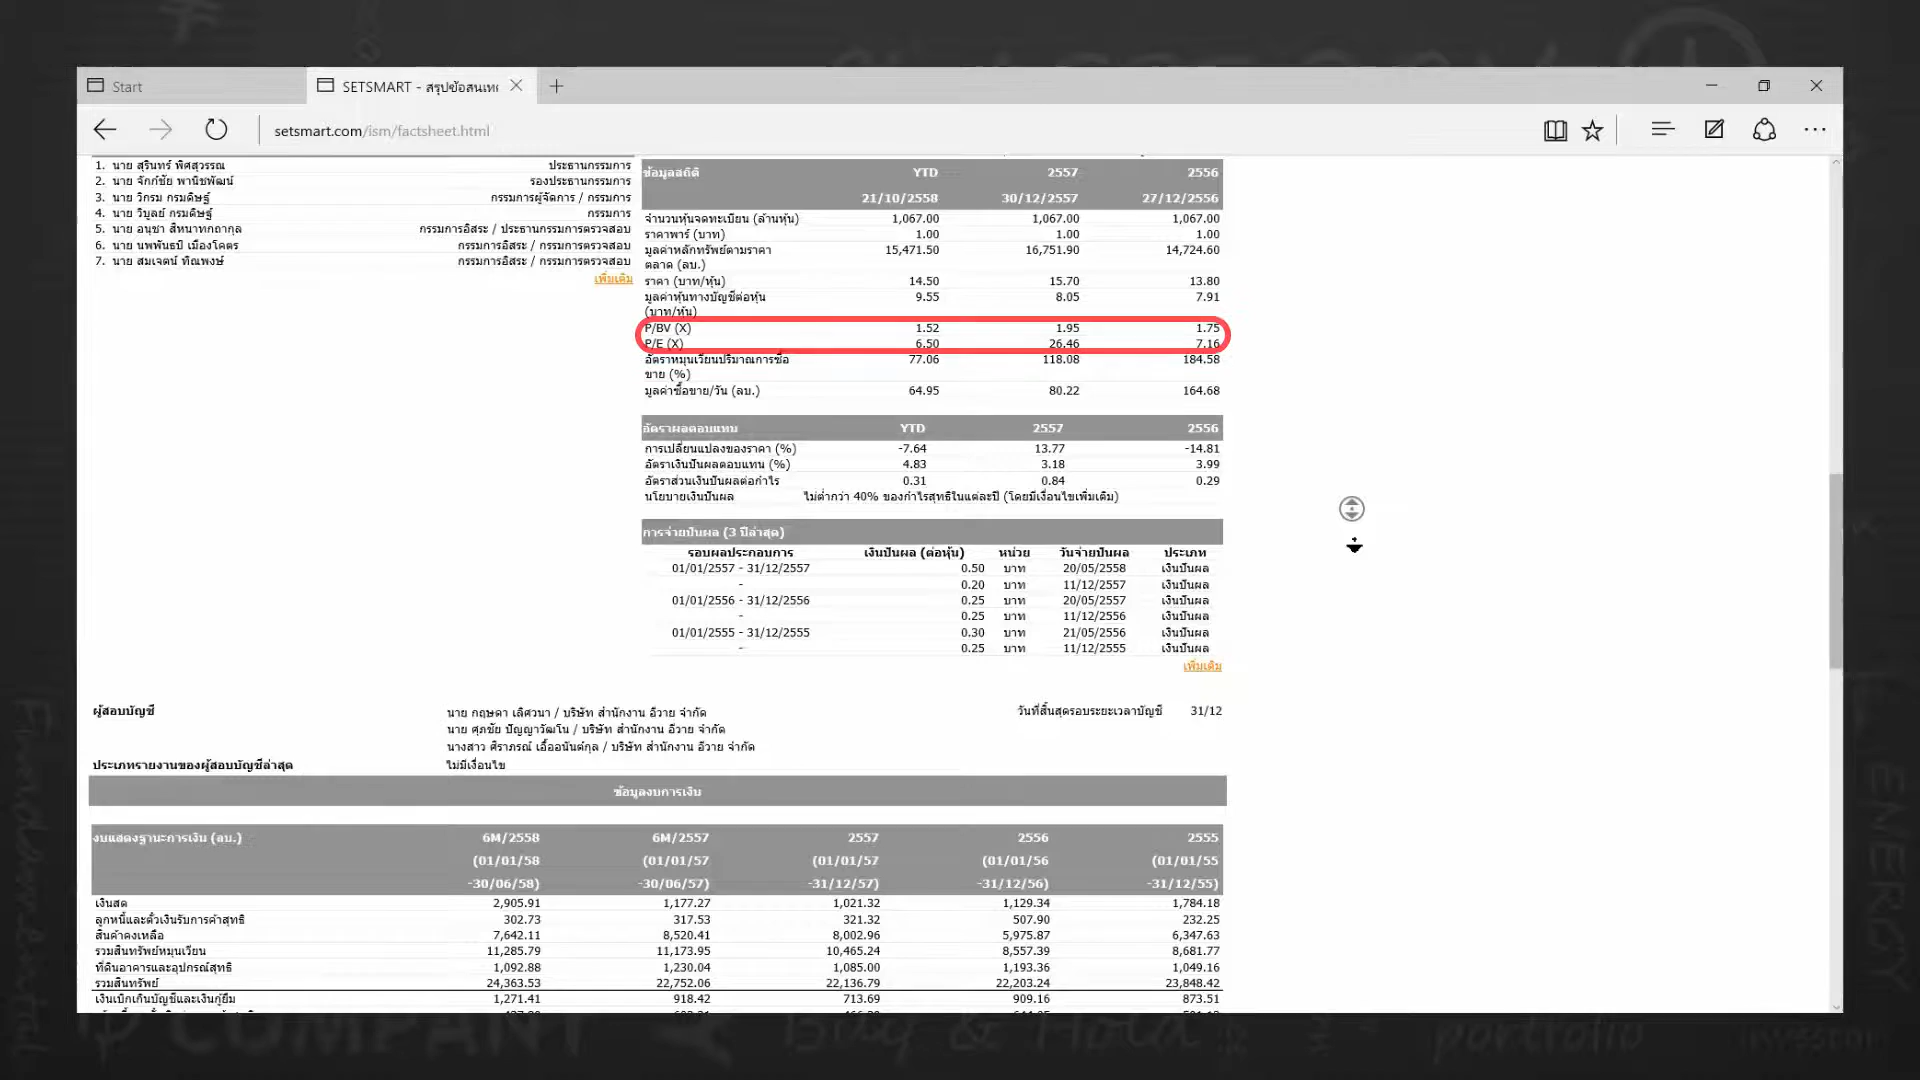 Start
SETSMART - สรุปข้อสนเทศ
setsmart.com/ism/factsheet.html
1. นาย สุรินทร์ พิศสุวรรณ ประธานกรรมการ
2. นาย จักก์ชัย พานิชพัฒน์ รองประธานกรรมการ
3. นาย วิกรม กรมดิษฐ์ กรรมการผู้จัดการ / กรรมการ
4. นาย วิบูลย์ กรมดิษฐ์ กรรมการ
5. นาย อนุชา สิหนาทกถากุล กรรมการอิสระ / ประธานกรรมการตรวจสอบ
6. นาย นพพันธป์ เมืองโคตร กรรมการอิสระ / กรรมการตรวจสอบ
7. นาย สมเจตน์ ทิณพงษ์ กรรมการอิสระ / กรรมการตรวจสอบ
เพิ่มเติม
ข้อมูลสถิติ YTD 2557 2556
21/10/2558 30/12/2557 27/12/2556
จำนวนหุ้นจดทะเบียน (ล้านหุ้น) 1,067.00 1,067.00 1,067.00
ราคาพาร์ (บาท) 1.00 1.00 1.00
มูลค่าหลักทรัพย์ตามราคา 15,471.50 16,751.90 14,724.60
ตลาด (ลบ.)
ราคา (บาท/หุ้น) 14.50 15.70 13.80
มูลค่าหุ้นทางบัญชีต่อหุ้น 9.55 8.05 7.91
(บาท/หุ้น)
P/BV (X) 1.52 1.95 1.75
P/E (X) 6.50 26.46 7.16
อัตราหมุนเวียนปริมาณการซื้อ 77.06 118.08 184.58
ขาย (%)
มูลค่าซื้อขาย/วัน (ลบ.) 64.95 80.22 164.68
อัตราผลตอบแทน YTD 2557 2556
การเปลี่ยนแปลงของราคา (%) -7.64 13.77 -14.81
อัตราเงินปันผลตอบแทน (%) 4.83 3.18 3.99
อัตราส่วนเงินปันผลต่อกำไร 0.31 0.84 0.29
นโยบายเงินปันผล ไม่ต่ำกว่า 40% ของกำไรสุทธิในแต่ละปี (โดยมีเงื่อนไขเพิ่มเติม)
การจ่ายปันผล (3 ปีล่าสุด)
รอบผลประกอบการ เงินปันผล (ต่อหุ้น) หน่วย วันจ่ายปันผล ประเภท
01/01/2557 - 31/12/2557 0.50 บาท 20/05/2558 เงินปันผล
- 0.20 บาท 11/12/2557 เงินปันผล
01/01/2556 - 31/12/2556 0.25 บาท 20/05/2557 เงินปันผล
- 0.25 บาท 11/12/2556 เงินปันผล
01/01/2555 - 31/12/2555 0.30 บาท 21/05/2556 เงินปันผล
- 0.25 บาท 11/12/2555 เงินปันผล
เพิ่มเติม
ผู้สอบบัญชี นาย กฤษดา เลิศวนา / บริษัท สำนักงาน อีวาย จำกัด วันที่สิ้นสุดรอบระยะเวลาบัญชี 31/12
นาย ศุภชัย ปัญญาวัฒโน / บริษัท สำนักงาน อีวาย จำกัด
นางสาว ศิราภรณ์ เอื้ออนันต์กุล / บริษัท สำนักงาน อีวาย จำกัด
ประเภทรายงานของผู้สอบบัญชีล่าสุด ไม่มีเงื่อนไข
ข้อมูลงบการเงิน
งบแสดงฐานะการเงิน (ลบ.) 6M/2558 6M/2557 2557 2556 2555
(01/01/58 (01/01/57 (01/01/57 (01/01/56 (01/01/55
-30/06/58) -30/06/57) -31/12/57) -31/12/56) -31/12/55)
เงินสด 2,905.91 1,177.27 1,021.32 1,129.34 1,784.18
ลูกหนี้และตั๋วเงินรับการค้าสุทธิ 302.73 317.53 321.32 507.90 232.25
สินค้าคงเหลือ 7,642.11 8,520.41 8,002.96 5,975.87 6,347.63
รวมสินทรัพย์หมุนเวียน 11,285.79 11,173.95 10,465.24 8,557.39 8,681.77
ที่ดินอาคารและอุปกรณ์สุทธิ 1,092.88 1,230.04 1,085.00 1,193.36 1,049.16
รวมสินทรัพย์ 24,363.53 22,752.06 22,136.79 22,203.24 23,848.42
เงินเบิกเกินบัญชีและเงินกู้ยืม 1,271.41 918.42 713.69 909.16 873.51
COMPANY
Buy & Hold
portfolio
investor
ENERGY